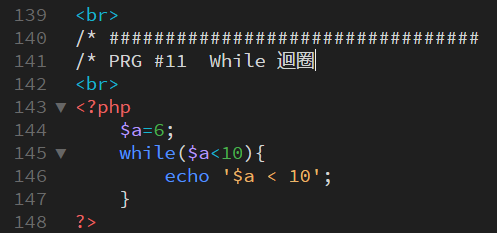 139 <br>
140 /* #################################
141 /* PRG #11  While 迴圈
142 <br>
143 <?php
144     $a=6;
145     while($a<10){
146         echo '$a < 10';
147     }
148 ?>